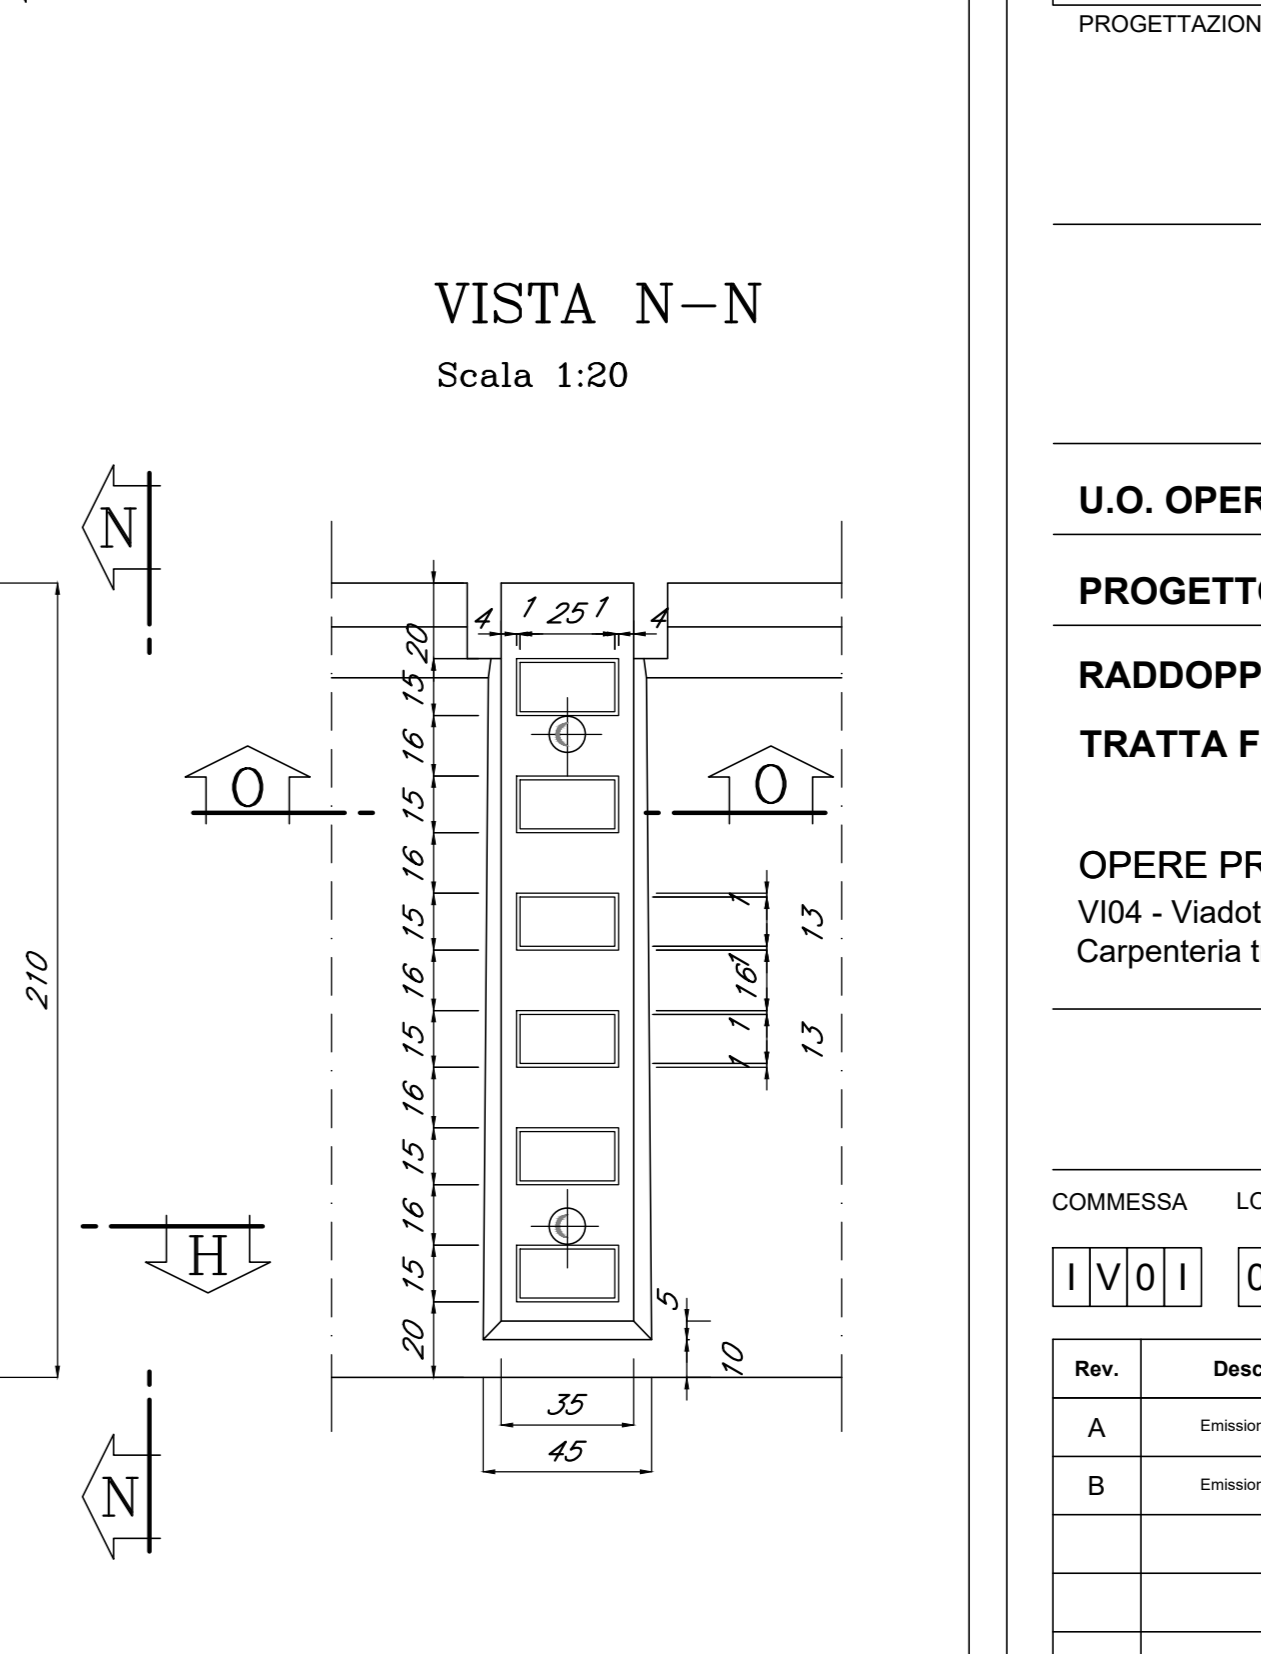 PROGETTAZION
VISTA N-N
Scala 1:20
N
U.O. OPER
PROGETTO
RADDOPP
TRATTA F
4 1 25 1 4
20
15
16
15
16
15
16
15
16
15
16
15
20
O
O
OPERE PR
VI04 - Viadot
Carpenteria t
210
1
13
1
16
1
13
1
H
5
10
35
45
N
COMMESSA LO
I V 0 I 0
Rev. Desc
A Emission
B Emission